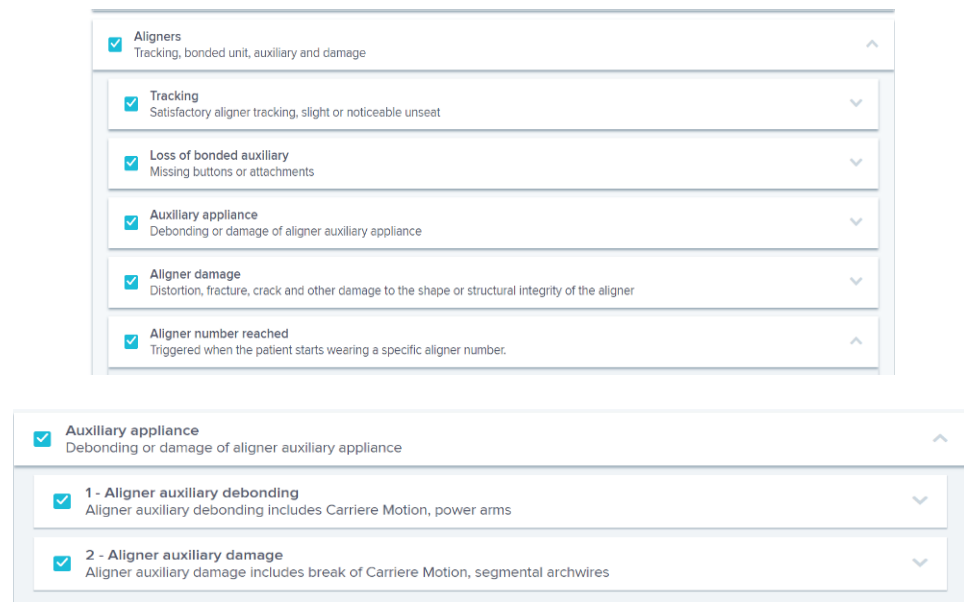 Aligners
Tracking, bonded unit, auxiliary and damage
Tracking
Satisfactory aligner tracking, slight or noticeable unseat
Loss of bonded auxiliary
Missing buttons or attachments
Auxiliary appliance
Debonding or damage of aligner auxiliary appliance
Aligner damage
Distortion, fracture, crack and other damage to the shape or structural integrity of the aligner
Aligner number reached
Triggered when the patient starts wearing a specific aligner number.
Auxiliary appliance
Debonding or damage of aligner auxiliary appliance
1 - Aligner auxiliary debonding
Aligner auxiliary debonding includes Carriere Motion, power arms
2 - Aligner auxiliary damage
Aligner auxiliary damage includes break of Carriere Motion, segmental archwires